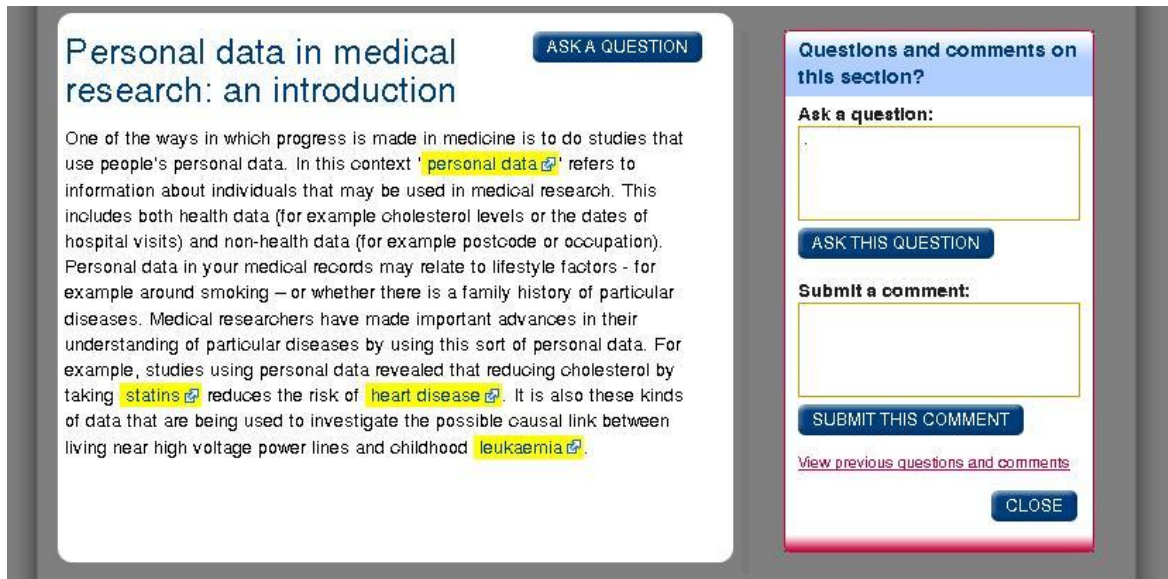 Personal data in medical
research: an introduction
ASK A QUESTION
One of the ways in which progress is made in medicine is to do studies that
use people's personal data. In this context 'personal data' refers to
information about individuals that may be used in medical research. This
includes both health data (for example cholesterol levels or the dates of
hospital visits) and non-health data (for example postcode or occupation).
Personal data in your medical records may relate to lifestyle factors - for
example around smoking – or whether there is a family history of particular
diseases. Medical researchers have made important advances in their
understanding of particular diseases by using this sort of personal data. For
example, studies using personal data revealed that reducing cholesterol by
taking statins reduces the risk of heart disease. It is also these kinds
of data that are being used to investigate the possible causal link between
living near high voltage power lines and childhood leukaemia.
Questions and comments on
this section?
Ask a question:
.
ASK THIS QUESTION
Submit a comment:
SUBMIT THIS COMMENT
View previous questions and comments
CLOSE